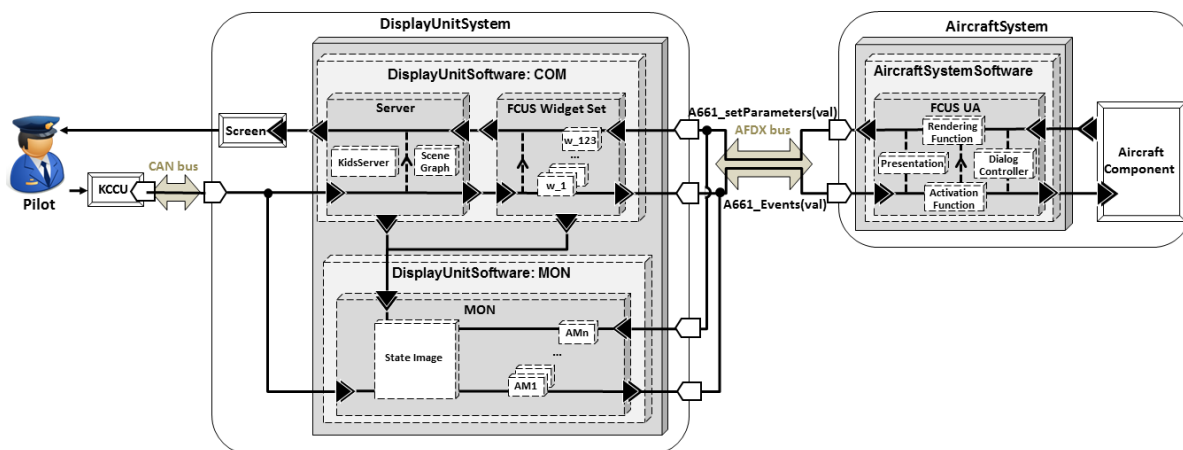 DisplayUnitSystem
AircraftSystem
DisplayUnitSoftware: COM
AircraftSystemSoftware
Server
FCUS Widget Set
FCUS UA
A661_setParameters(val)
AFDX bus
Screen
w_123
...
w_1
KidsServer
Scene
Graph
Rendering
Function
Presentation
Dialog
Controller
Activation
Function
Aircraft
Component
CAN bus
KCCU
Pilot
A661_Events(val)
DisplayUnitSoftware: MON
MON
State Image
AMn
...
AM1